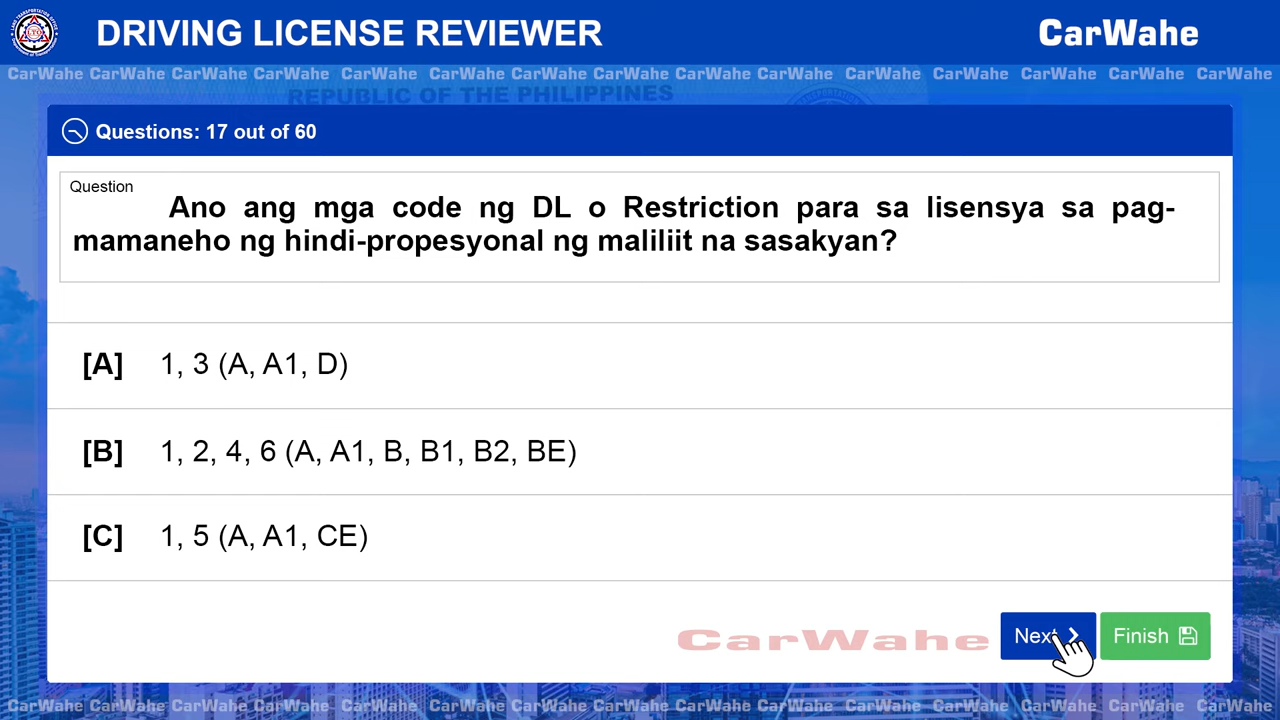 DRIVING LICENSE REVIEWER
CarWahe
CarWahe CarWahe CarWahe CarWahe CarWahe CarWahe CarWahe CarWahe CarWahe CarWahe CarWahe CarWahe CarWahe CarWahe CarWahe
REPUBLIC OF THE PHILIPPINES
Questions: 17 out of 60
Question
Ano ang mga code ng DL o Restriction para sa lisensya sa pag-
mamaneho ng hindi-propesyonal ng maliliit na sasakyan?
[A] 1, 3 (A, A1, D)
[B] 1, 2, 4, 6 (A, A1, B, B1, B2, BE)
[C] 1, 5 (A, A1, CE)
CarWahe
Next
Finish
CarWahe CarWahe CarWahe CarWahe CarWahe CarWahe CarWahe CarWahe CarWahe CarWahe CarWahe CarWahe CarWahe CarWahe CarWahe